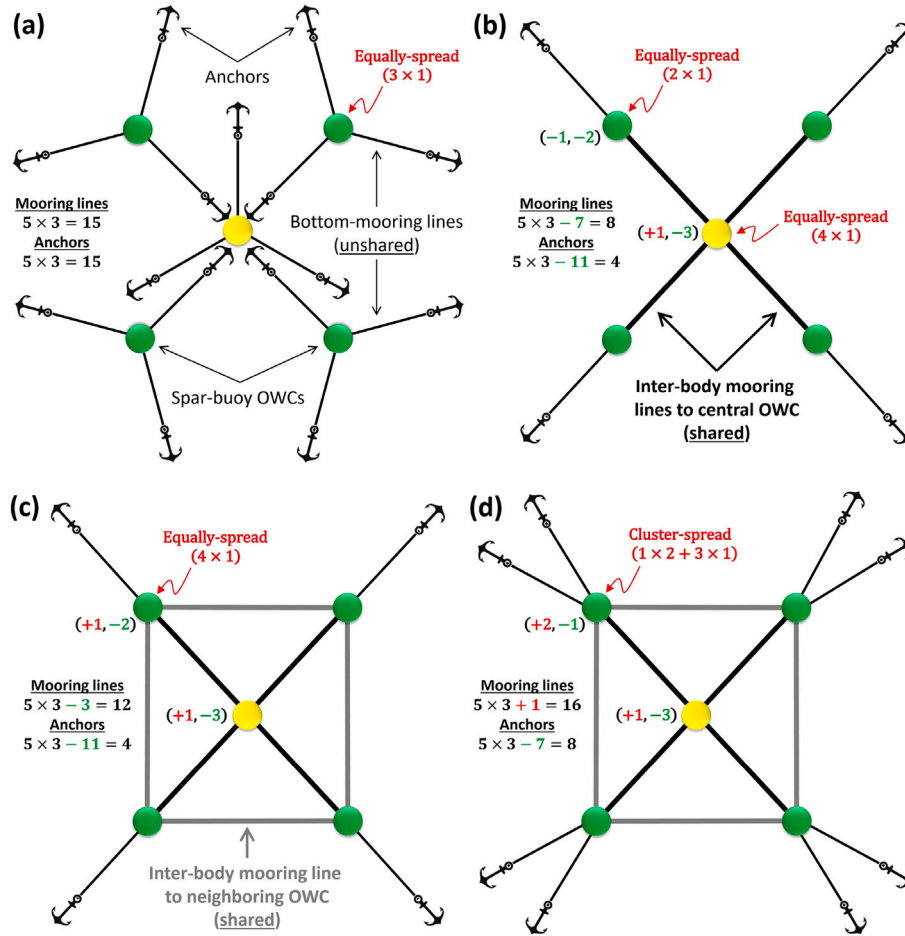 (a)
Anchors
Equally-spread
(3 × 1)
Mooring lines
5 × 3 = 15
Anchors
5 × 3 = 15
Bottom-mooring lines
(unshared)
Spar-buoy OWCs
(b)
Equally-spread
(2 × 1)
(−1, −2)
Mooring lines
5 × 3 − 7 = 8
Anchors
5 × 3 − 11 = 4
(+1, −3)
Equally-spread
(4 × 1)
Inter-body mooring
lines to central OWC
(shared)
(c)
Equally-spread
(4 × 1)
(+1, −2)
Mooring lines
5 × 3 − 3 = 12
Anchors
5 × 3 − 11 = 4
(+1, −3)
Inter-body mooring line
to neighboring OWC
(shared)
(d)
Cluster-spread
(1 × 2 + 3 × 1)
(+2, −1)
Mooring lines
5 × 3 + 1 = 16
Anchors
5 × 3 − 7 = 8
(+1, −3)